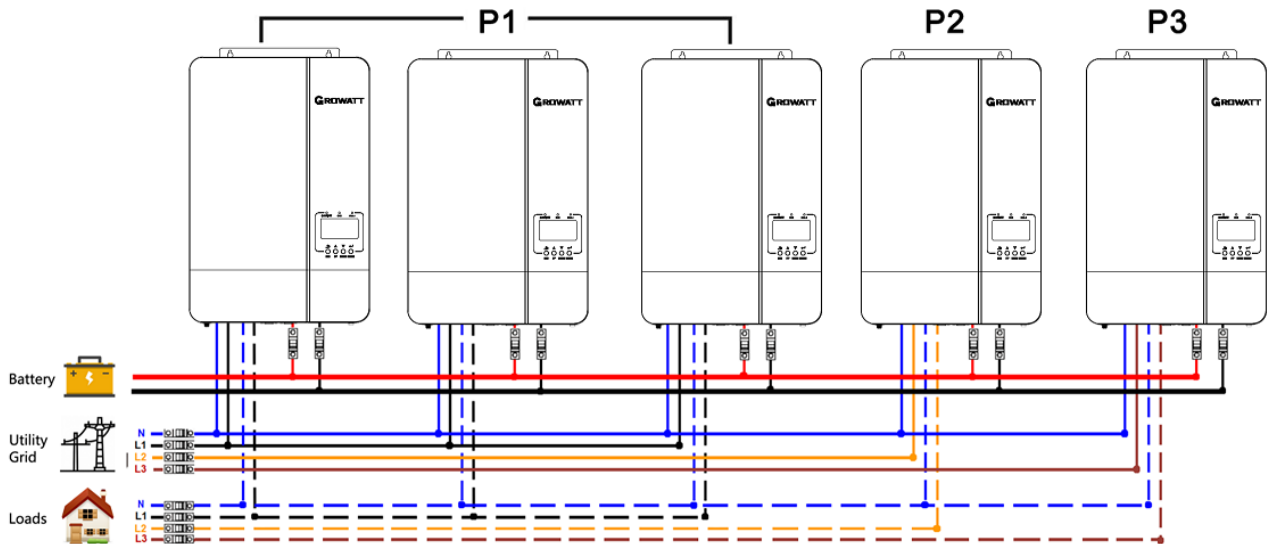 P1 P2 P3
GROWATT GROWATT GROWATT GROWATT GROWATT
Battery
+ -
Utility
Grid
N
L1
L2
L3
Loads
N
L1
L2
L3